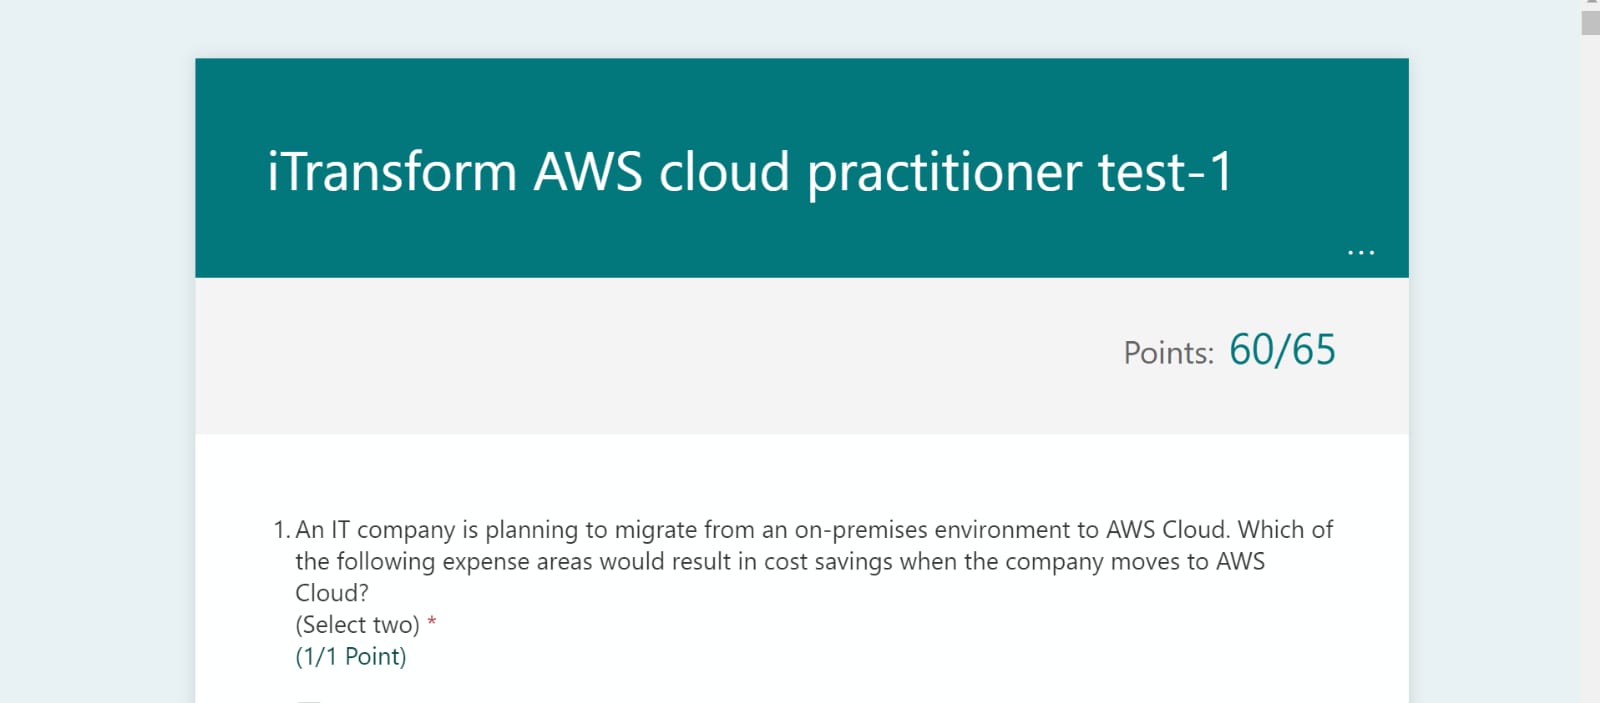 iTransform AWS cloud practitioner test-1
...
Points: 60/65
1. An IT company is planning to migrate from an on-premises environment to AWS Cloud. Which of
the following expense areas would result in cost savings when the company moves to AWS
Cloud?
(Select two) *
(1/1 Point)